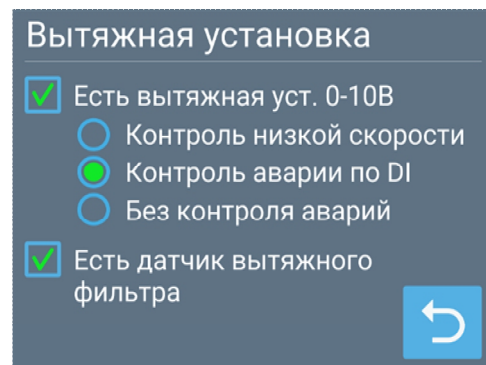 Вытяжная установка
Есть вытяжная уст. 0-10В
Контроль низкой скорости
Контроль аварии по DI
Без контроля аварий
Есть датчик вытяжного
фильтра